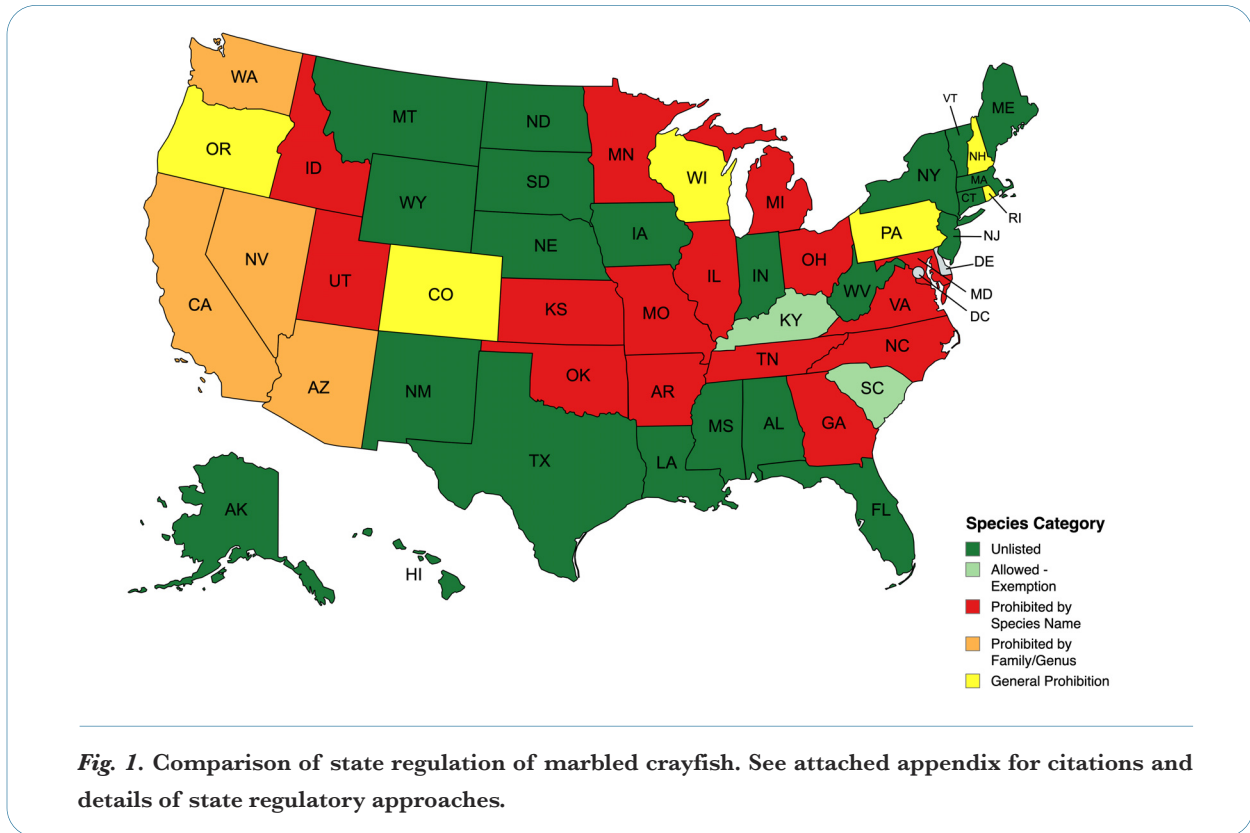 WA
MT
ND
MN
VT
ME
OR
ID
SD
WI
NH
NY
MA
CT
MI
WY
RI
PA
IA
NJ
NE
NV
OH
DE
IL
IN
UT
CO
WV
MD
CA
VA
DC
KS
MO
KY
NC
TN
OK
AZ
NM
AR
SC
MS
AL
GA
TX
LA
AK
FL
HI
Species Category
Unlisted
Allowed -
Exemption
Prohibited by
Species Name
Prohibited by
Family/Genus
General Prohibition
Fig. 1. Comparison of state regulation of marbled crayfish. See attached appendix for citations and
details of state regulatory approaches.